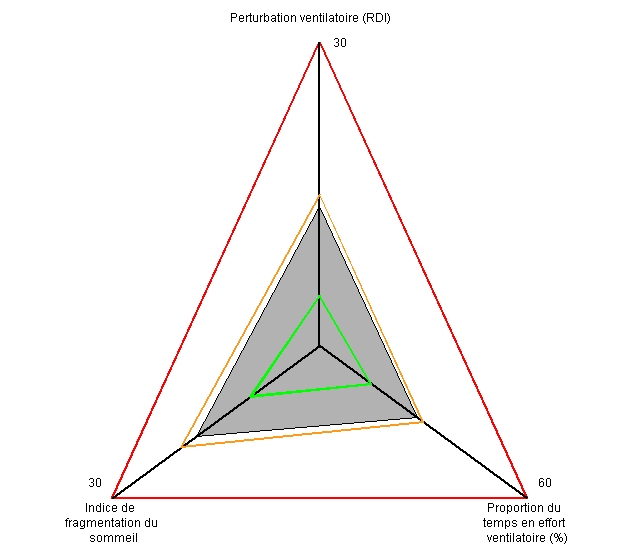 Perturbation ventilatoire (RDI)
30
30
60
Indice de
fragmentation du
sommeil
Proportion du
temps en effort
ventilatoire (%)